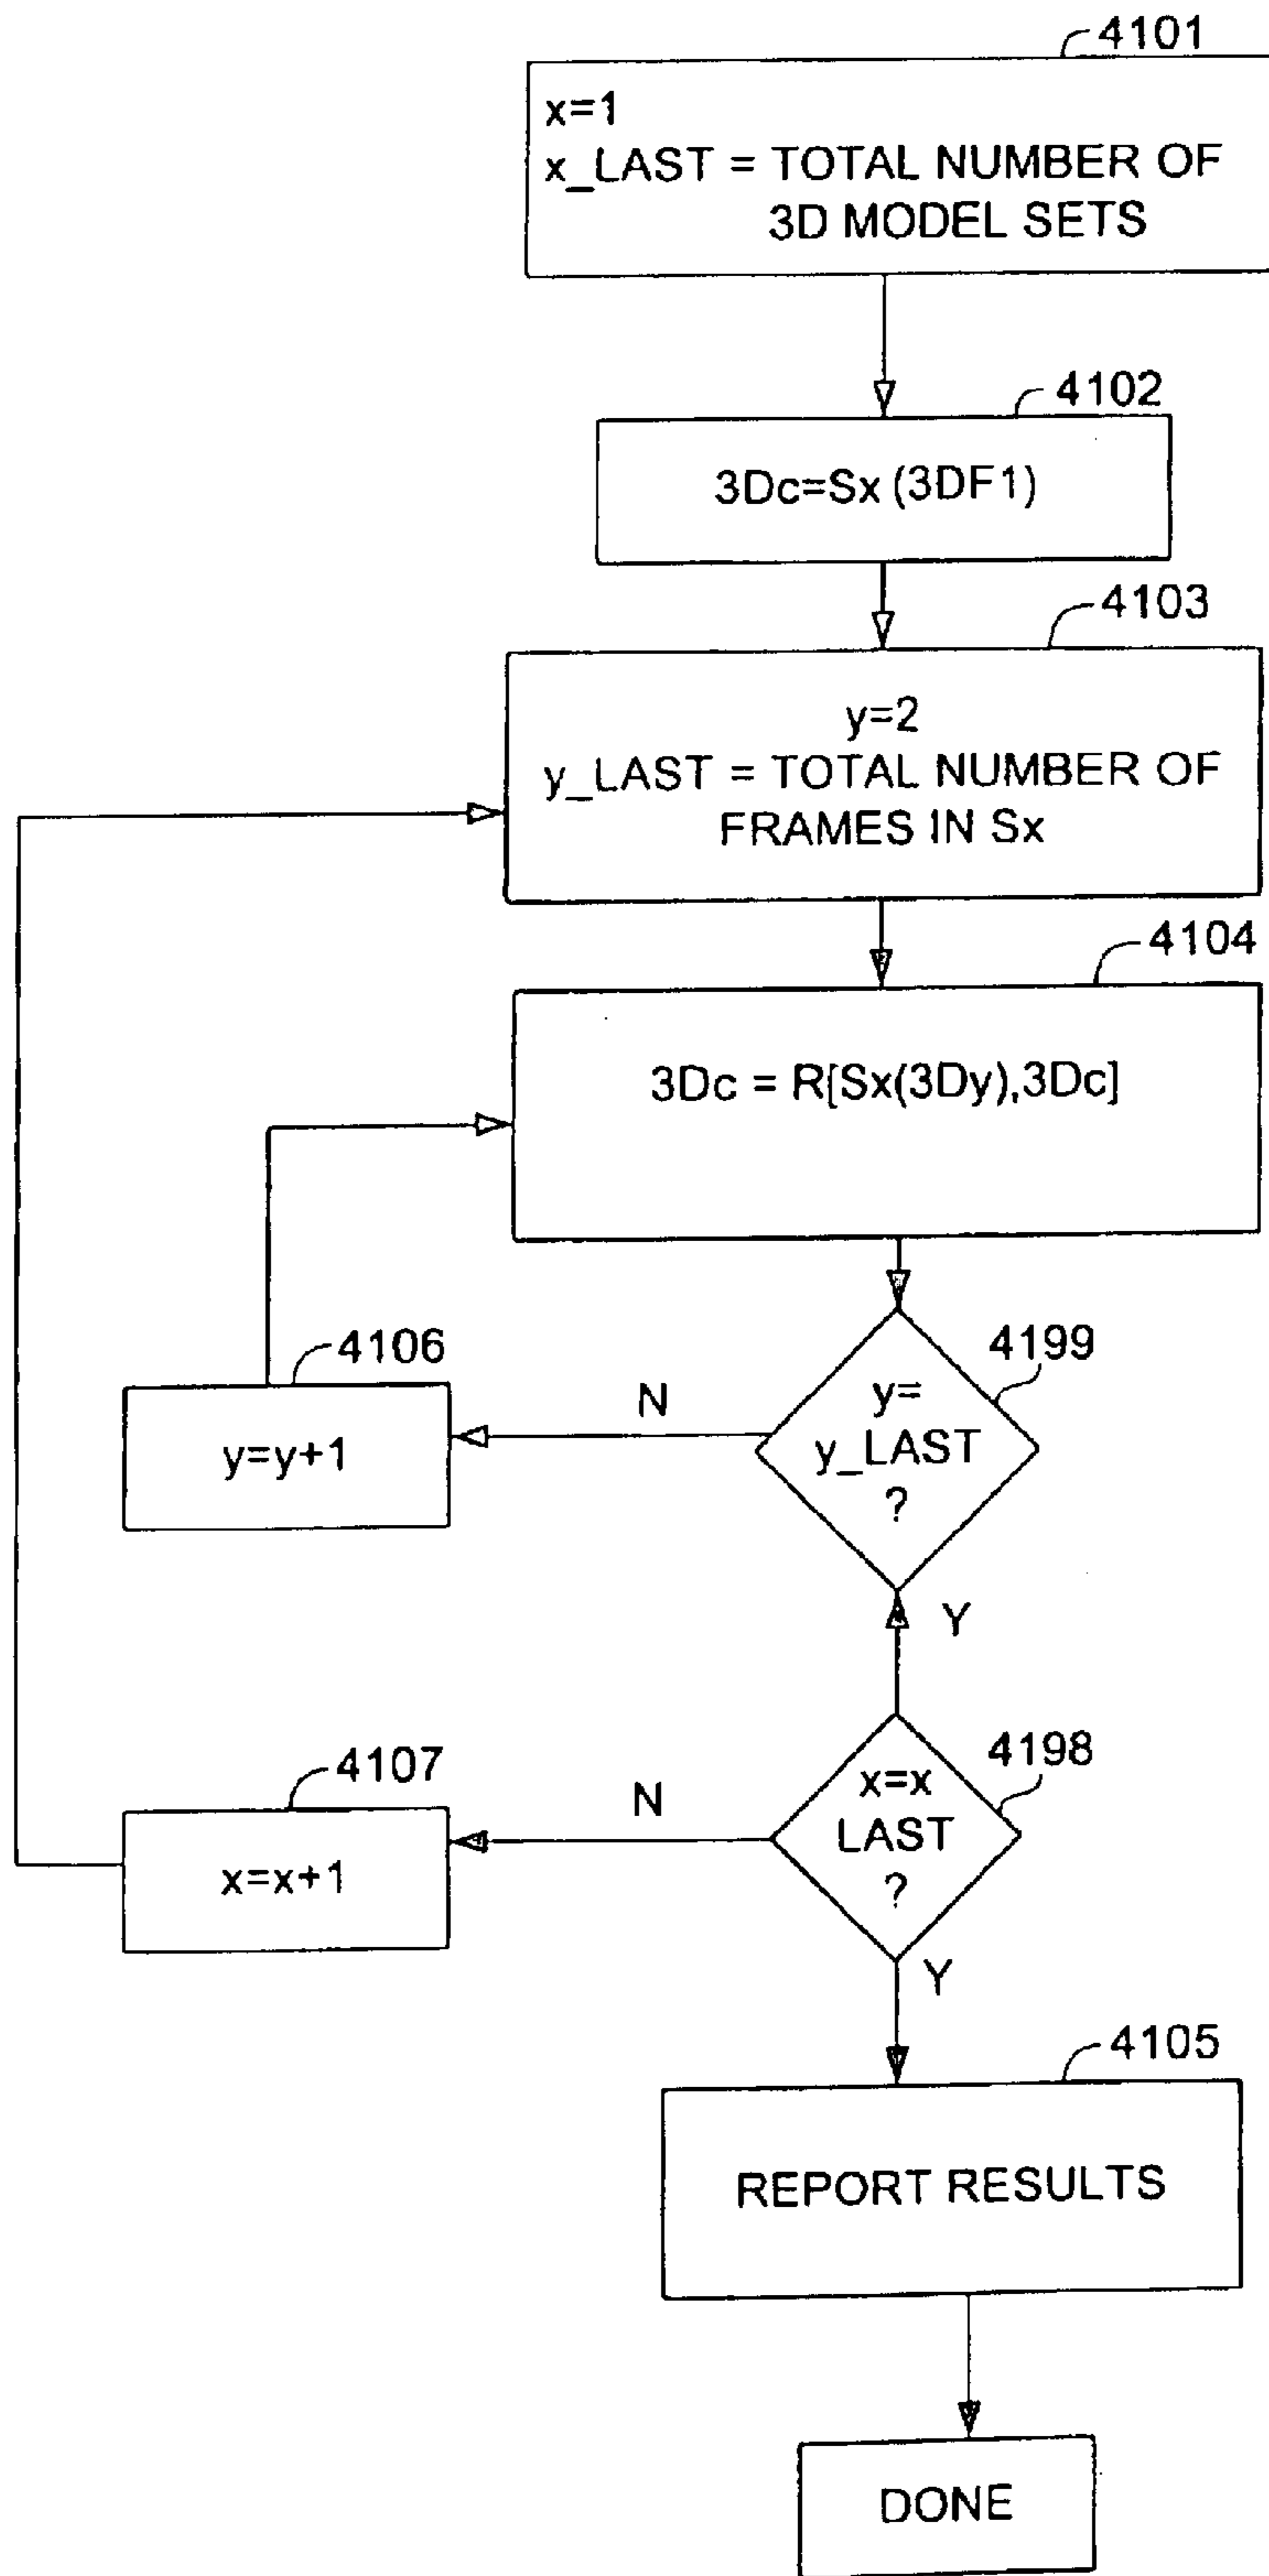 4101
x=1
x_LAST = TOTAL NUMBER OF
3D MODEL SETS
4102
3Dc=Sx (3DF1)
4103
y=2
y_LAST = TOTAL NUMBER OF
FRAMES IN Sx
4104
3Dc = R[Sx(3Dy),3Dc]
4106
y=y+1
N
4199
y=
y_LAST
?
Y
4107
x=x+1
N
4198
x=x
LAST
?
Y
4105
REPORT RESULTS
DONE